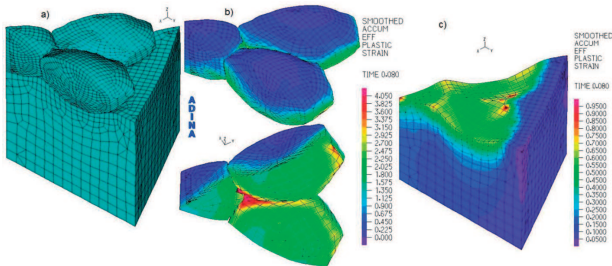 a)
b)
ADINA
SMOOTHED
ACCUM
EFF
PLASTIC
STRAIN
TIME 0.080
4.050
3.825
3.600
3.375
3.150
2.925
2.700
2.475
2.250
2.025
1.800
1.575
1.350
1.125
0.900
0.675
0.450
0.225
0.000
c)
SMOOTHED
ACCUM
EFF
PLASTIC
STRAIN
TIME 0.080
0.9500
0.9000
0.8500
0.8000
0.7500
0.7000
0.6500
0.6000
0.5500
0.5000
0.4500
0.4000
0.3500
0.3000
0.2500
0.2000
0.1500
0.1000
0.0500